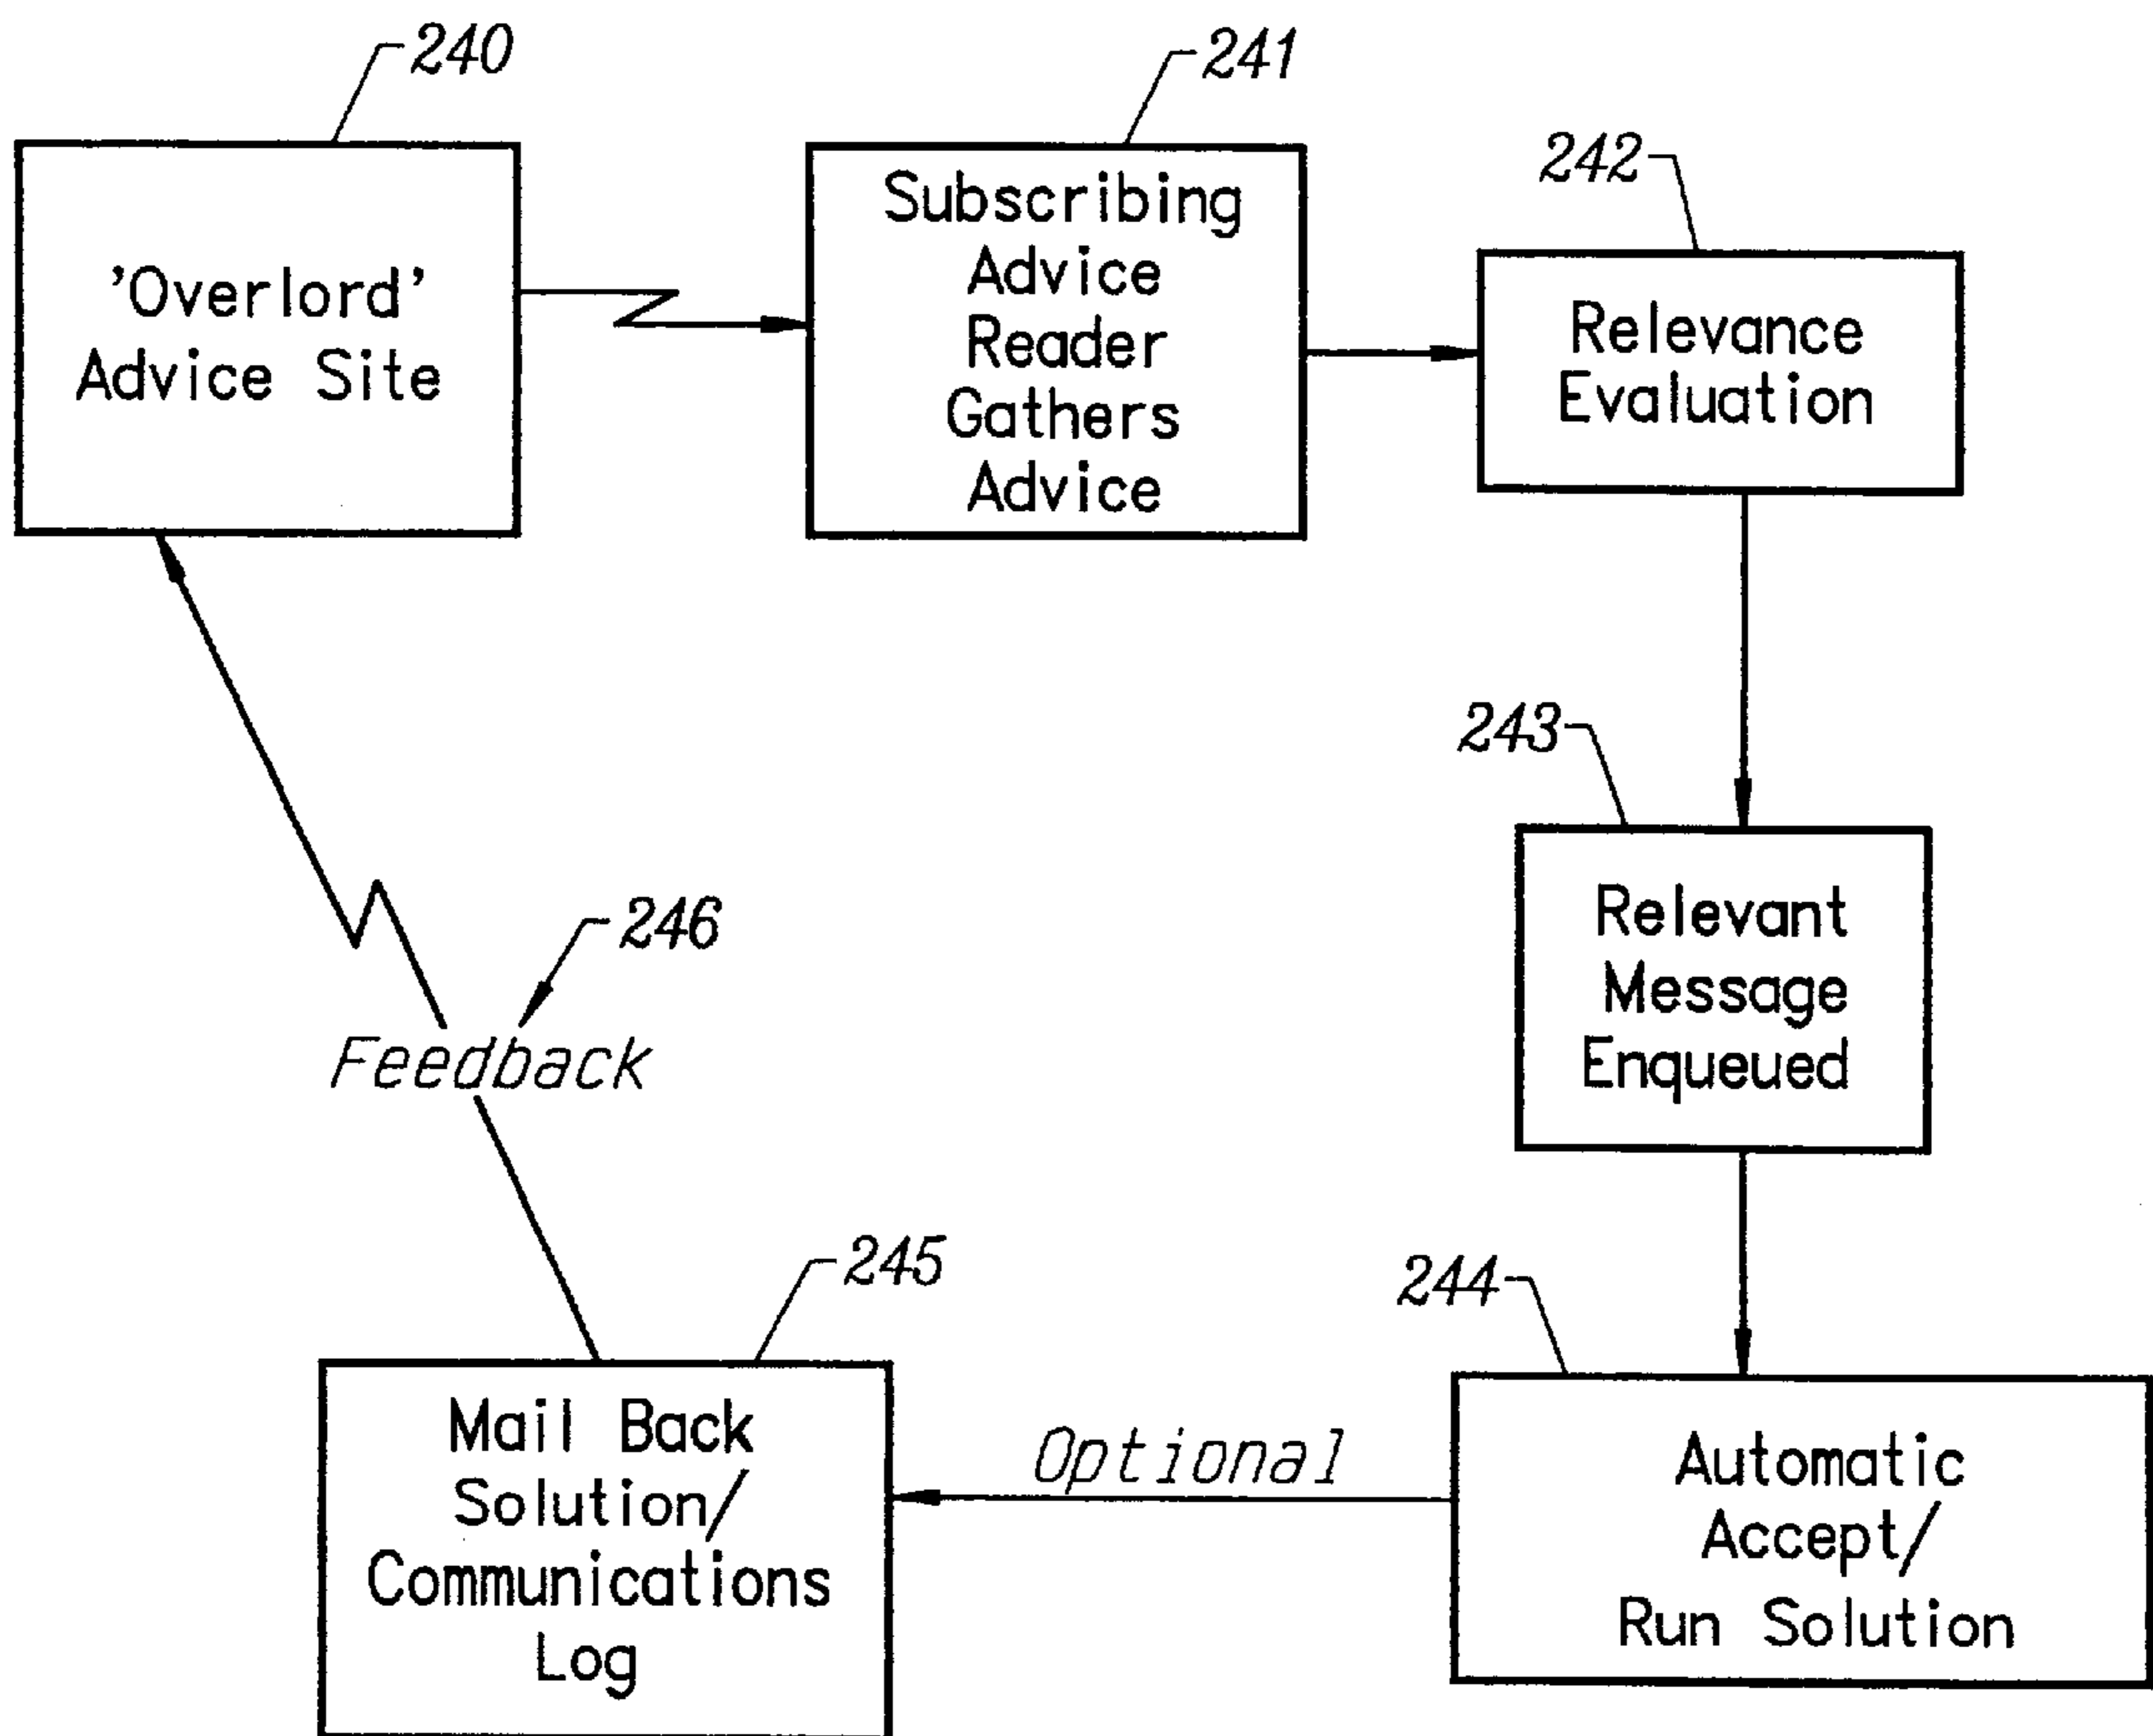 240
'Overlord'
Advice Site
241
Subscribing
Advice
Reader
Gathers
Advice
242
Relevance
Evaluation
243
Relevant
Message
Enqueued
244
Automatic
Accept/
Run Solution
Optional
245
Mail Back
Solution/
Communications
Log
246
Feedback